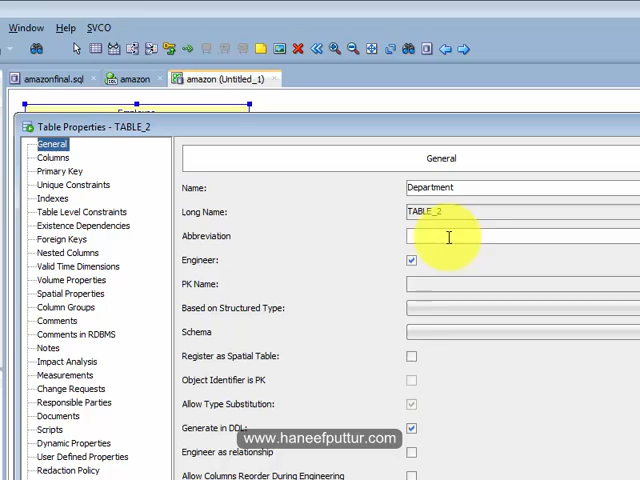 Window Help SVCO
amazonfinal.sql amazon amazon (Untitled_1)
Employee
Table Properties - TABLE_2
General
Columns
Primary Key
Unique Constraints
Indexes
Table Level Constraints
Existence Dependencies
Foreign Keys
Nested Columns
Valid Time Dimensions
Volume Properties
Spatial Properties
Column Groups
Comments
Comments in RDBMS
Notes
Impact Analysis
Measurements
Change Requests
Responsible Parties
Documents
Scripts
Dynamic Properties
User Defined Properties
Redaction Policy
General
Name: Department
Long Name: TABLE_2
Abbreviation
Engineer:
PK Name:
Based on Structured Type:
Schema
Register as Spatial Table:
Object Identifier is PK
Allow Type Substitution:
Generate in DDL:
www.haneefputtur.com
Engineer as relationship
Allow Columns Reorder During Engineering